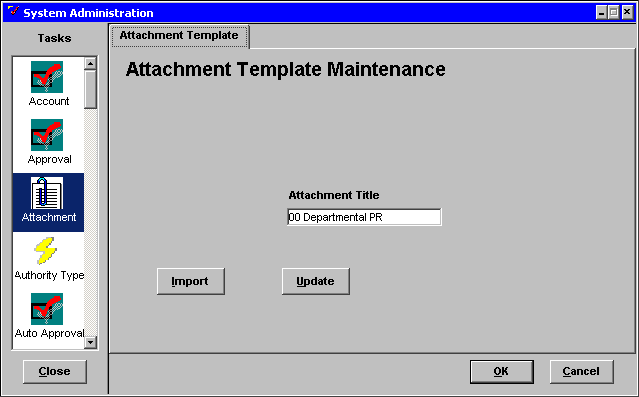 System Administration
Tasks
Account
Approval
Attachment
Authority Type
Auto Approval
Close
Attachment Template
Attachment Template Maintenance
Attachment Title
00 Departmental PR
Import
Update
OK
Cancel